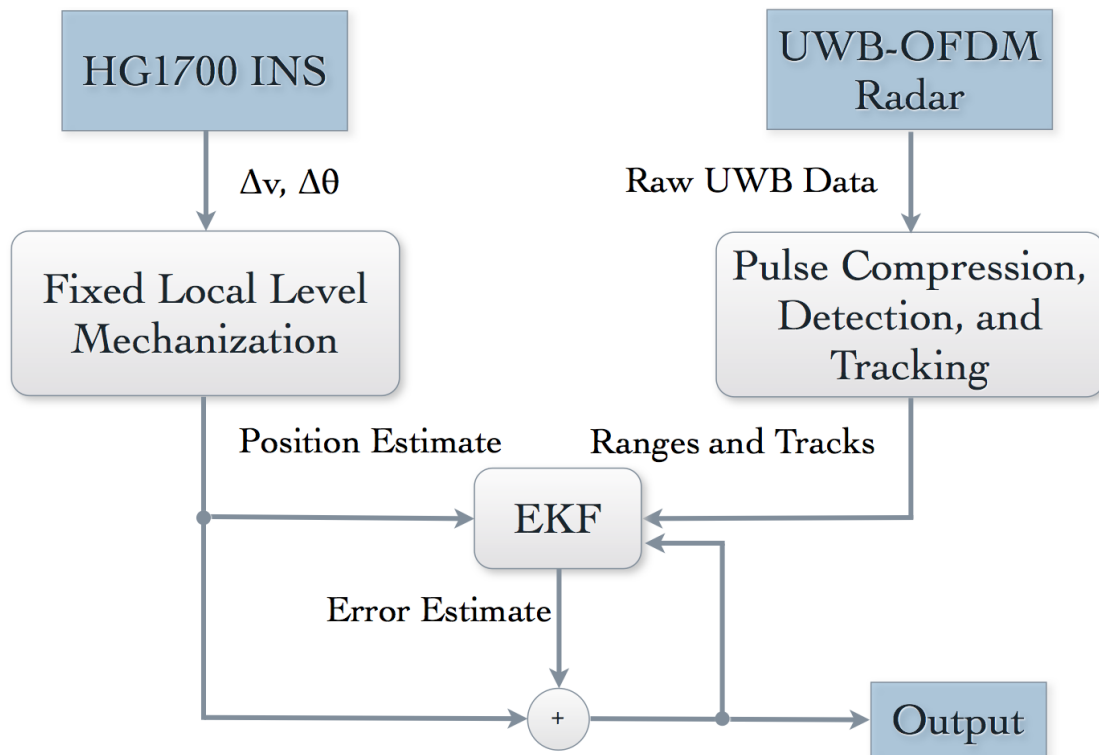 HG1700 INS
UWB-OFDM
Radar
Δv, Δθ
Raw UWB Data
Fixed Local Level
Mechanization
Pulse Compression,
Detection, and
Tracking
Position Estimate
Ranges and Tracks
EKF
Error Estimate
+
Output